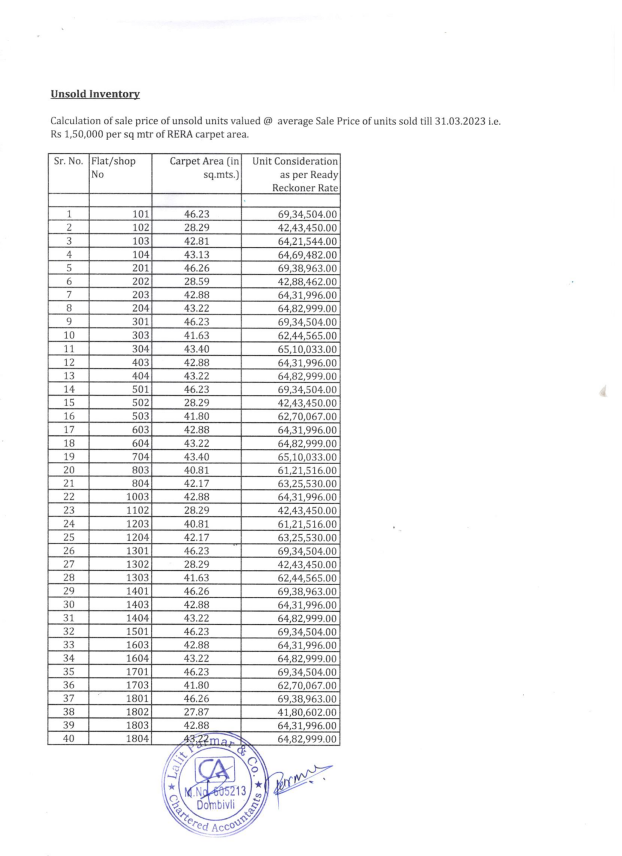 Unsold Inventory
Calculation of sale price of unsold units valued @ average Sale Price of units sold till 31.03.2023 i.e.
Rs 1,50,000 per sq mtr of RERA carpet area.
Sr. No. Flat/shop No Carpet Area (in sq.mts.) Unit Consideration as per Ready Reckoner Rate
1 101 46.23 69,34,504.00
2 102 28.29 42,43,450.00
3 103 42.81 64,21,544.00
4 104 43.13 64,69,482.00
5 201 46.26 69,38,963.00
6 202 28.59 42,88,462.00
7 203 42.88 64,31,996.00
8 204 43.22 64,82,999.00
9 301 46.23 69,34,504.00
10 303 41.63 62,44,565.00
11 304 43.40 65,10,033.00
12 403 42.88 64,31,996.00
13 404 43.22 64,82,999.00
14 501 46.23 69,34,504.00
15 502 28.29 42,43,450.00
16 503 41.80 62,70,067.00
17 603 42.88 64,31,996.00
18 604 43.22 64,82,999.00
19 704 43.40 65,10,033.00
20 803 40.81 61,21,516.00
21 804 42.17 63,25,530.00
22 1003 42.88 64,31,996.00
23 1102 28.29 42,43,450.00
24 1203 40.81 61,21,516.00
25 1204 42.17 63,25,530.00
26 1301 46.23 69,34,504.00
27 1302 28.29 42,43,450.00
28 1303 41.63 62,44,565.00
29 1401 46.26 69,38,963.00
30 1403 42.88 64,31,996.00
31 1404 43.22 64,82,999.00
32 1501 46.23 69,34,504.00
33 1603 42.88 64,31,996.00
34 1604 43.22 64,82,999.00
35 1701 46.23 69,34,504.00
36 1703 41.80 62,70,067.00
37 1801 46.26 69,38,963.00
38 1802 27.87 41,80,602.00
39 1803 42.88 64,31,996.00
40 1804 43.22 64,82,999.00
Lalit Parmar & Co.
CA
M.No. 605213
Dombivli
Chartered Accountants